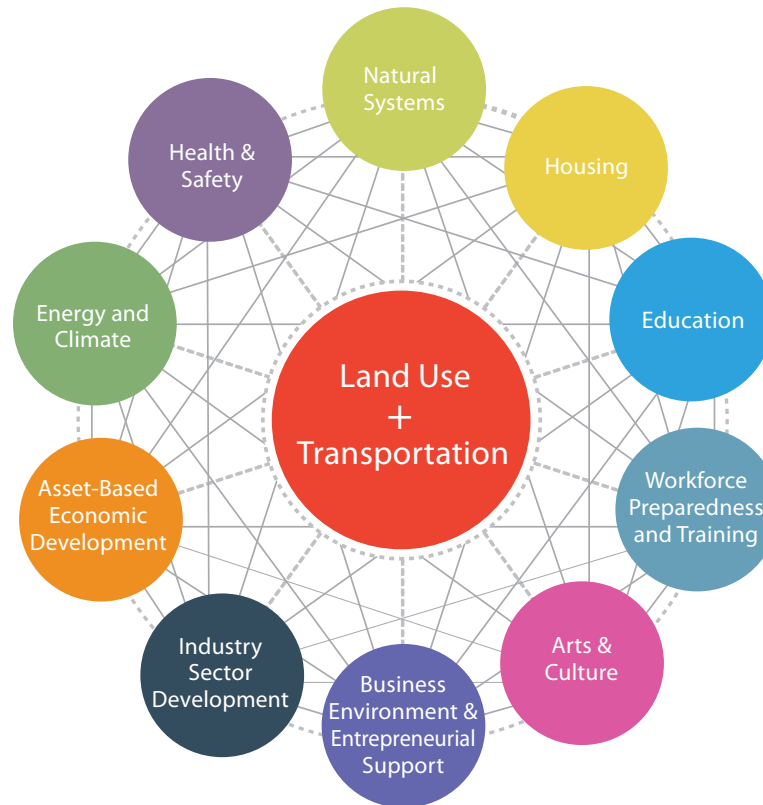 Natural
Systems
Health &
Safety
Housing
Energy and
Climate
Education
Land Use
+
Transportation
Asset-Based
Economic
Development
Workforce
Preparedness
and Training
Industry
Sector
Development
Arts &
Culture
Business
Environment &
Entrepreneurial
Support